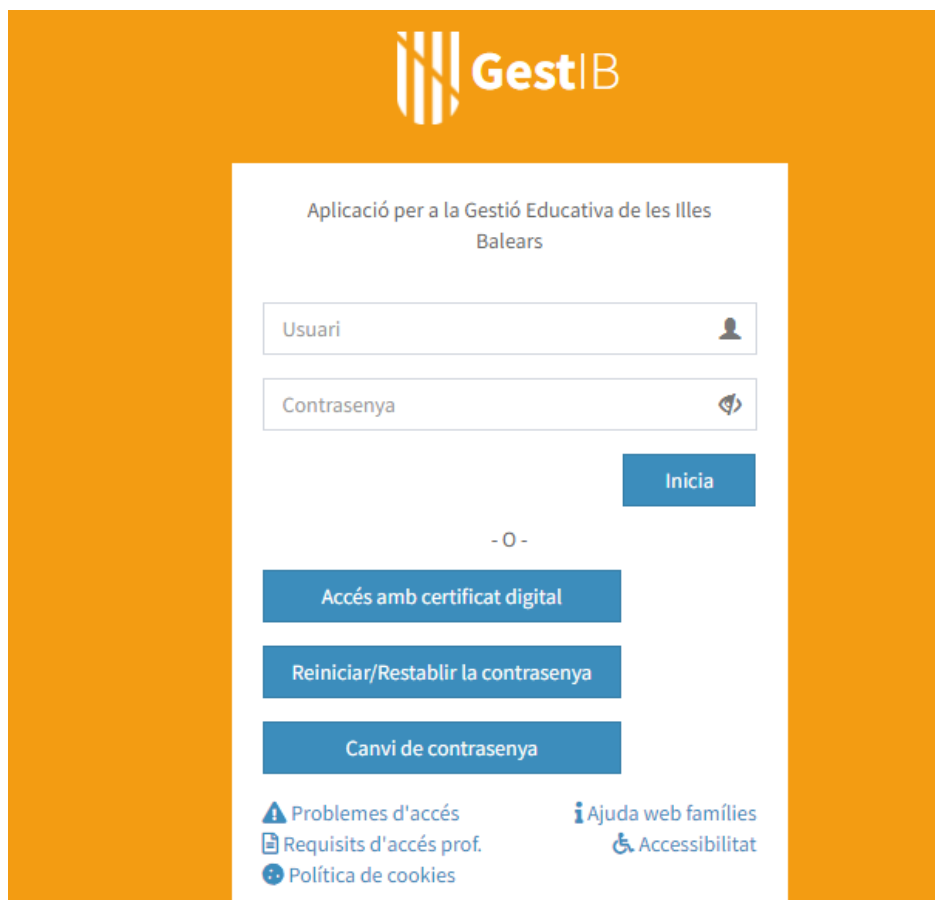 GestIB
Aplicació per a la Gestió Educativa de les Illes
Balears
Usuari
Contrasenya
Inicia
- O -
Accés amb certificat digital
Reiniciar/Restablir la contrasenya
Canvi de contrasenya
Problemes d'accés
Ajuda web famílies
Requisits d'accés prof.
Accessibilitat
Política de cookies